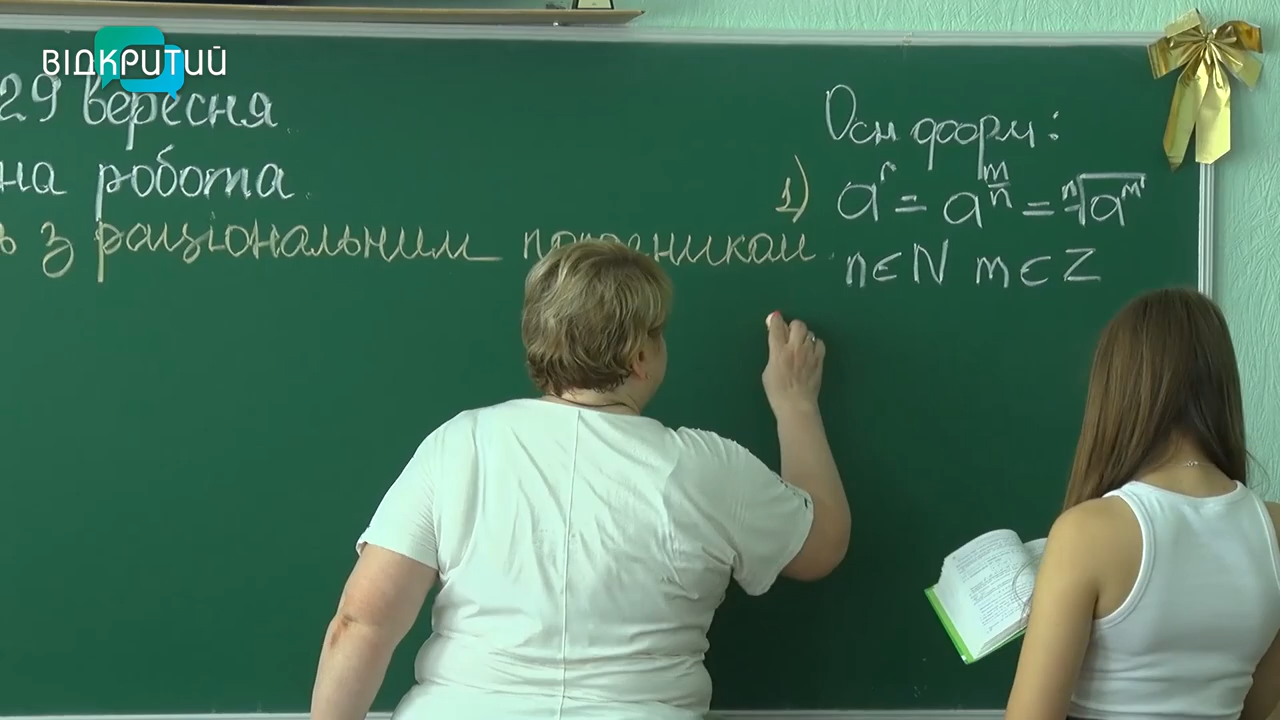 ВІДКРИТИЙ
29 вересня
на робота
ь з раціональним показником.
Осн форм:
1) a^r = a^{m/n} = ⁿ√a^m
n∈N m∈Z